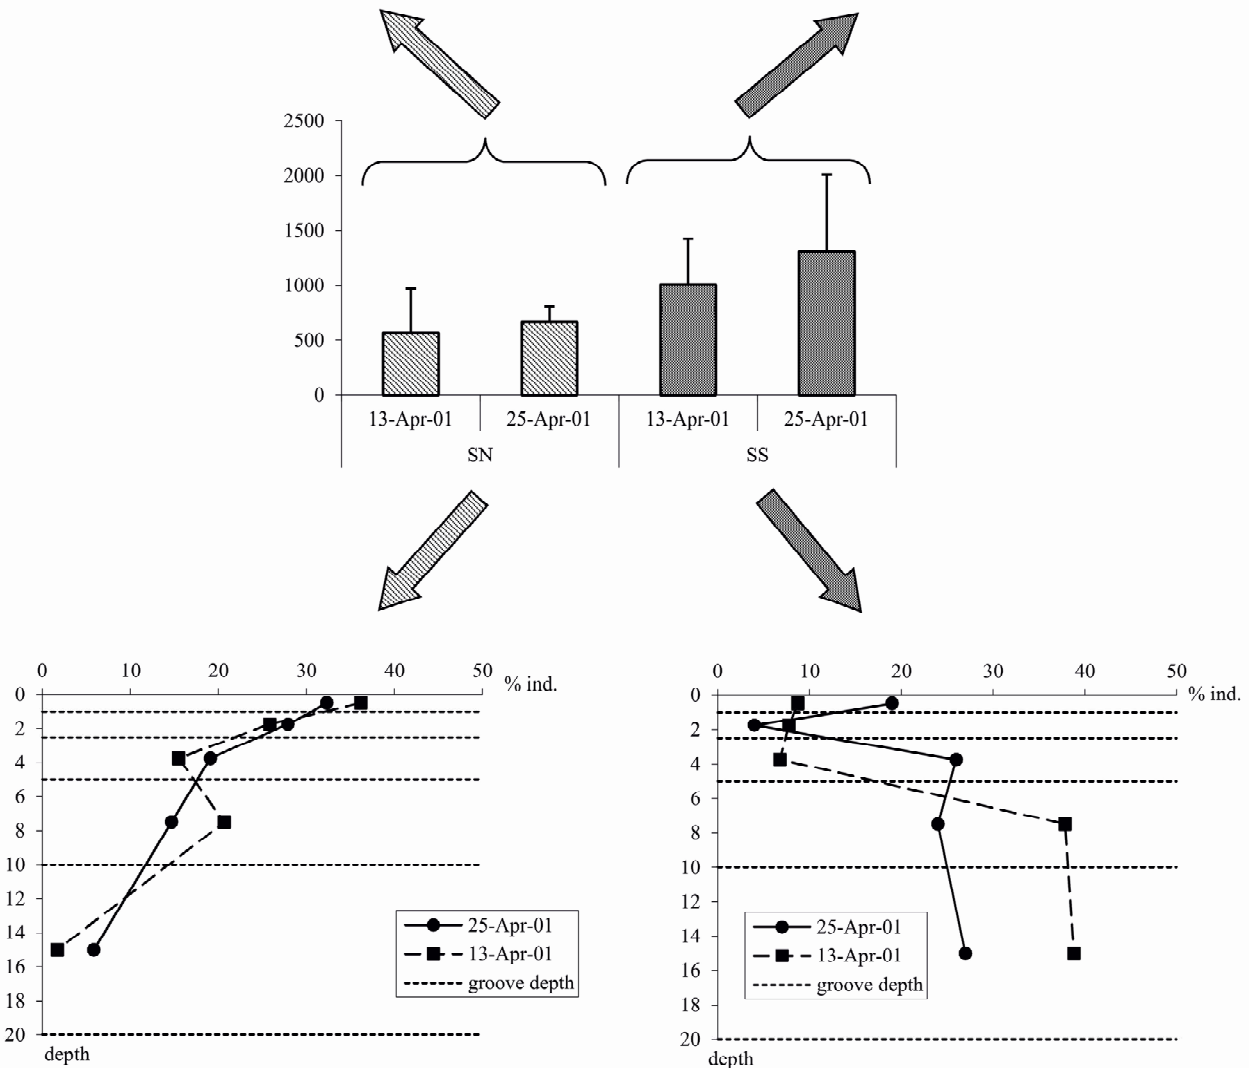 2500
2000
1500
1000
500
0
13-Apr-01 25-Apr-01 13-Apr-01 25-Apr-01
SN SS
0 10 20 30 40 50
% ind.
0
2
4
6
8
10
12
14
16
18
20
depth
25-Apr-01
13-Apr-01
groove depth
0 10 20 30 40 50
% ind.
0
2
4
6
8
10
12
14
16
18
20
depth
25-Apr-01
13-Apr-01
groove depth